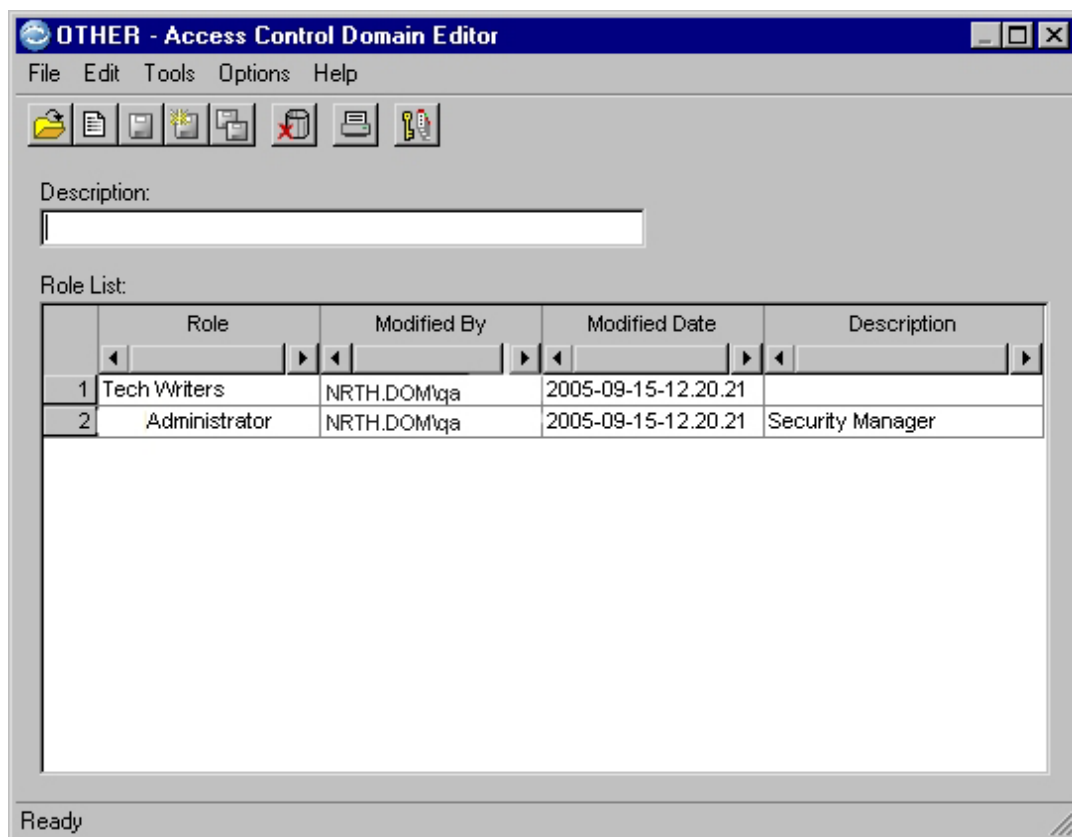 OTHER - Access Control Domain Editor
File Edit Tools Options Help
Description:
Role List:
Role Modified By Modified Date Description
1 Tech Writers NRTH.DOM\qa 2005-09-15-12.20.21
2 Administrator NRTH.DOM\qa 2005-09-15-12.20.21 Security Manager
Ready